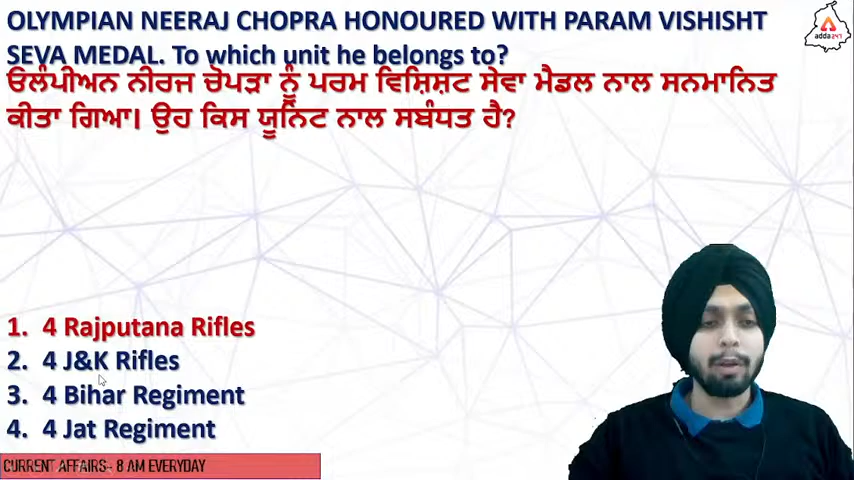 OLYMPIAN NEERAJ CHOPRA HONOURED WITH PARAM VISHISHT
SEVA MEDAL. To which unit he belongs to?
ਓਲੰਪੀਅਨ ਨੀਰਜ ਚੋਪੜਾ ਨੂੰ ਪਰਮ ਵਿਸ਼ਿਸ਼ਟ ਸੇਵਾ ਮੈਡਲ ਨਾਲ ਸਨਮਾਨਿਤ
ਕੀਤਾ ਗਿਆ। ਉਹ ਕਿਸ ਯੂਨਿਟ ਨਾਲ ਸਬੰਧਤ ਹੈ?
adda247
1. 4 Rajputana Rifles
2. 4 J&K Rifles
3. 4 Bihar Regiment
4. 4 Jat Regiment
CURRENT AFFAIRS- 8 AM EVERYDAY